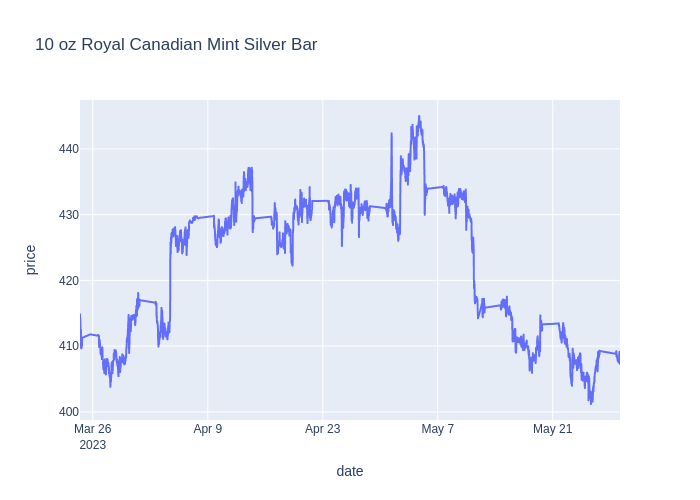 10 oz Royal Canadian Mint Silver Bar
price
440
430
420
410
400
Mar 26
2023
Apr 9
Apr 23
May 7
May 21
date